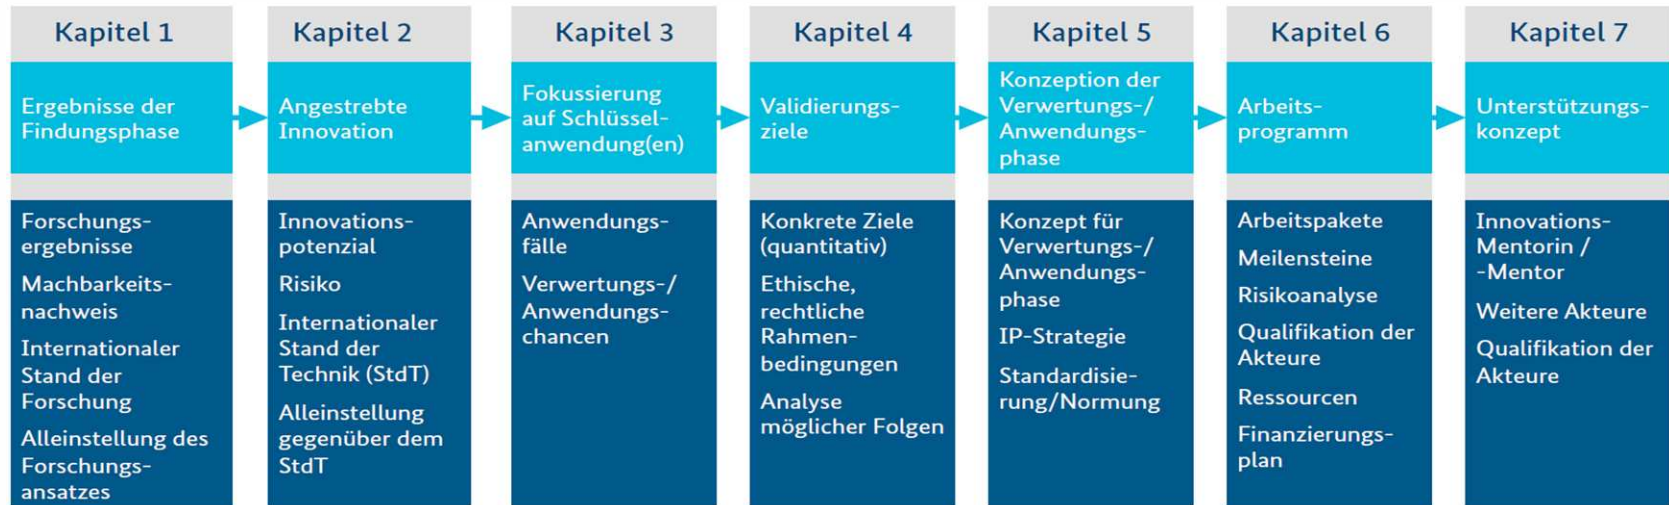 Kapitel 1
Kapitel 2
Kapitel 3
Kapitel 4
Kapitel 5
Kapitel 6
Kapitel 7
Ergebnisse der
Findungsphase
Angestrebte
Innovation
Fokussierung
auf Schlüssel-
anwendung(en)
Validierungs-
ziele
Konzeption der
Verwertungs-/
Anwendungs-
phase
Arbeits-
programm
Unterstützungs-
konzept
Forschungs-
ergebnisse
Machbarkeits-
nachweis
Internationaler
Stand der
Forschung
Alleinstellung des
Forschungs-
ansatzes
Innovations-
potenzial
Risiko
Internationaler
Stand der
Technik (StdT)
Alleinstellung
gegenüber dem
StdT
Anwendungs-
fälle
Verwertungs-/
Anwendungs-
chancen
Konkrete Ziele
(quantitativ)
Ethische,
rechtliche
Rahmen-
bedingungen
Analyse
möglicher Folgen
Konzept für
Verwertungs-/
Anwendungs-
phase
IP-Strategie
Standardisie-
rung/Normung
Arbeitspakete
Meilensteine
Risikoanalyse
Qualifikation der
Akteure
Ressourcen
Finanzierungs-
plan
Innovations-
Mentorin /
-Mentor
Weitere Akteure
Qualifikation der
Akteure